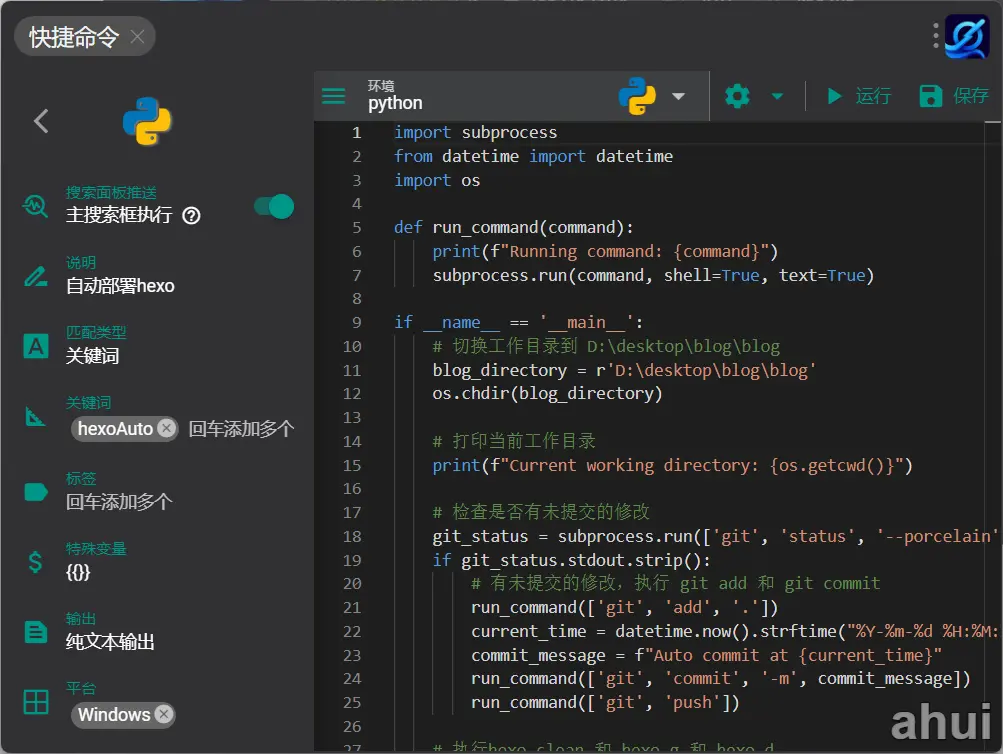 快捷命令
环境
python
运行
保存
搜索面板推送
主搜索框执行
说明
自动部署hexo
匹配类型
关键词
关键词
hexoAuto 回车添加多个
标签
回车添加多个
特殊变量
{{}}
输出
纯文本输出
平台
Windows
1 import subprocess
2 from datetime import datetime
3 import os
4
5 def run_command(command):
6 print(f"Running command: {command}")
7 subprocess.run(command, shell=True, text=True)
8
9 if __name__ == '__main__':
10 # 切换工作目录到 D:\desktop\blog\blog
11 blog_directory = r'D:\desktop\blog\blog'
12 os.chdir(blog_directory)
13
14 # 打印当前工作目录
15 print(f"Current working directory: {os.getcwd()}")
16
17 # 检查是否有未提交的修改
18 git_status = subprocess.run(['git', 'status', '--porcelain'
19 if git_status.stdout.strip():
20 # 有未提交的修改，执行 git add 和 git commit
21 run_command(['git', 'add', '.'])
22 current_time = datetime.now().strftime("%Y-%m-%d %H:%M:
23 commit_message = f"Auto commit at {current_time}"
24 run_command(['git', 'commit', '-m', commit_message])
25 run_command(['git', 'push'])
26
27 # 执行hexo clean 和 hexo g 和 hexo d
ahui